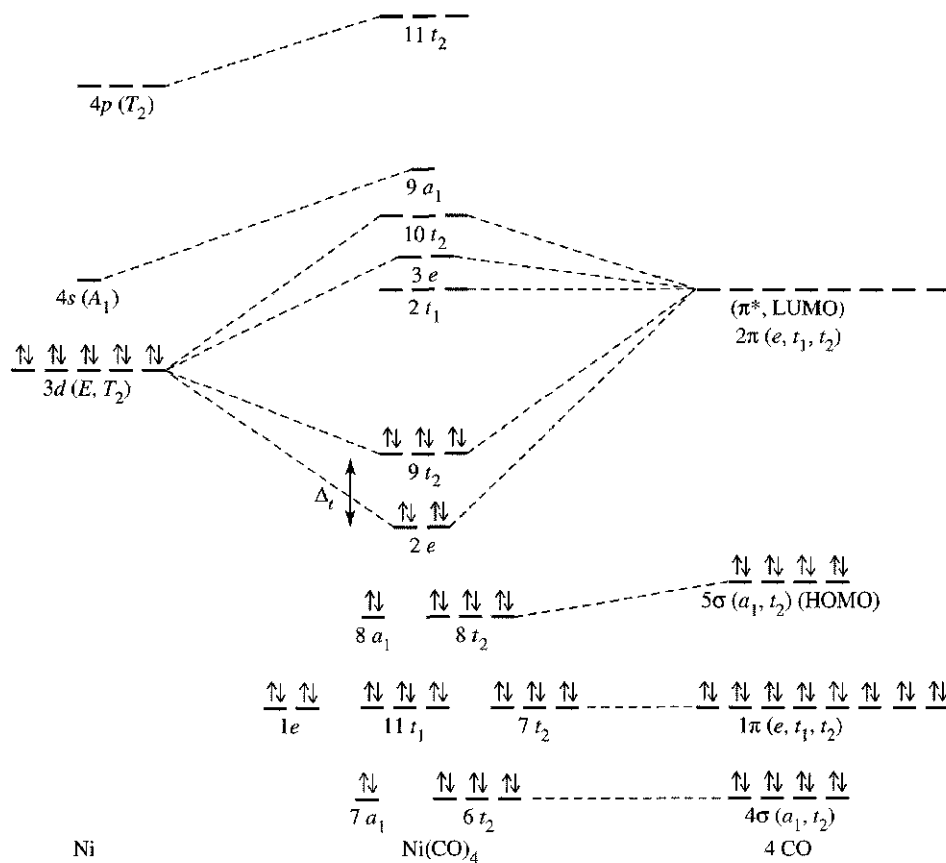 11 t₂
4p (T₂)
9 a₁
10 t₂
3 e
4s (A₁)
2 t₁
(π*, LUMO)
2π (e, t₁, t₂)
3d (E, T₂)
9 t₂
Δₜ
2 e
5σ (a₁, t₂) (HOMO)
8 a₁ 8 t₂
1e 11 t₁ 7 t₂ 1π (e, t₁, t₂)
7 a₁ 6 t₂ 4σ (a₁, t₂)
Ni Ni(CO)₄ 4 CO